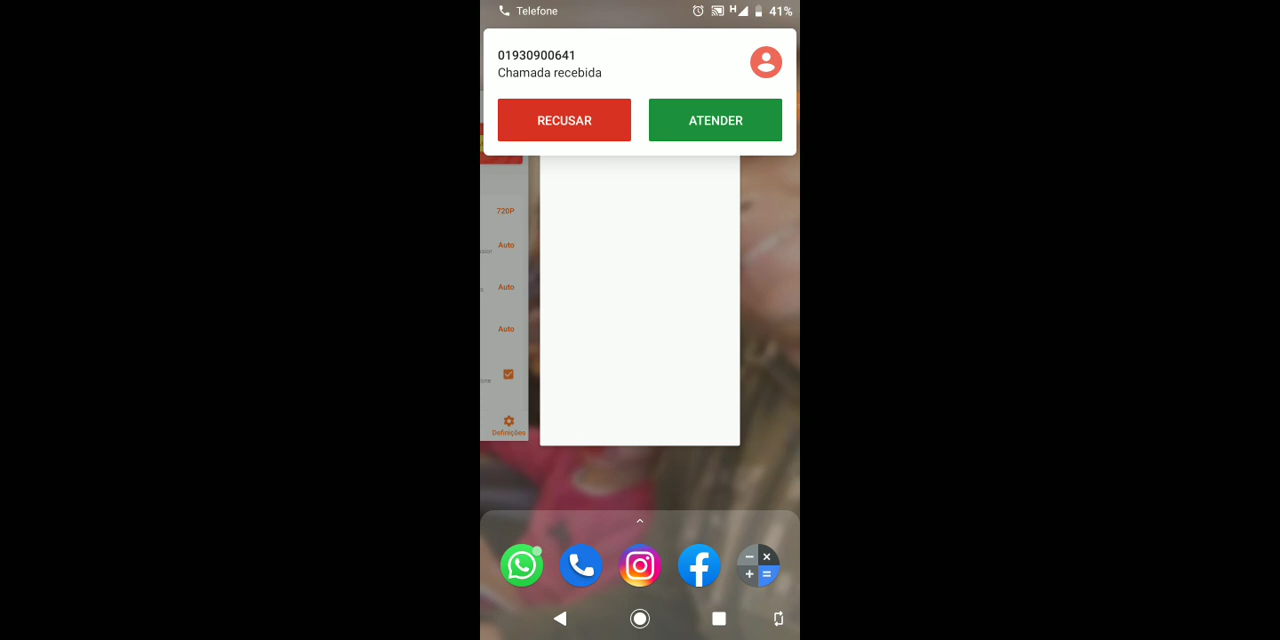 Telefone
H
41%
01930900641
Chamada recebida
RECUSAR
ATENDER
720P
Auto
Auto
Auto
Definições